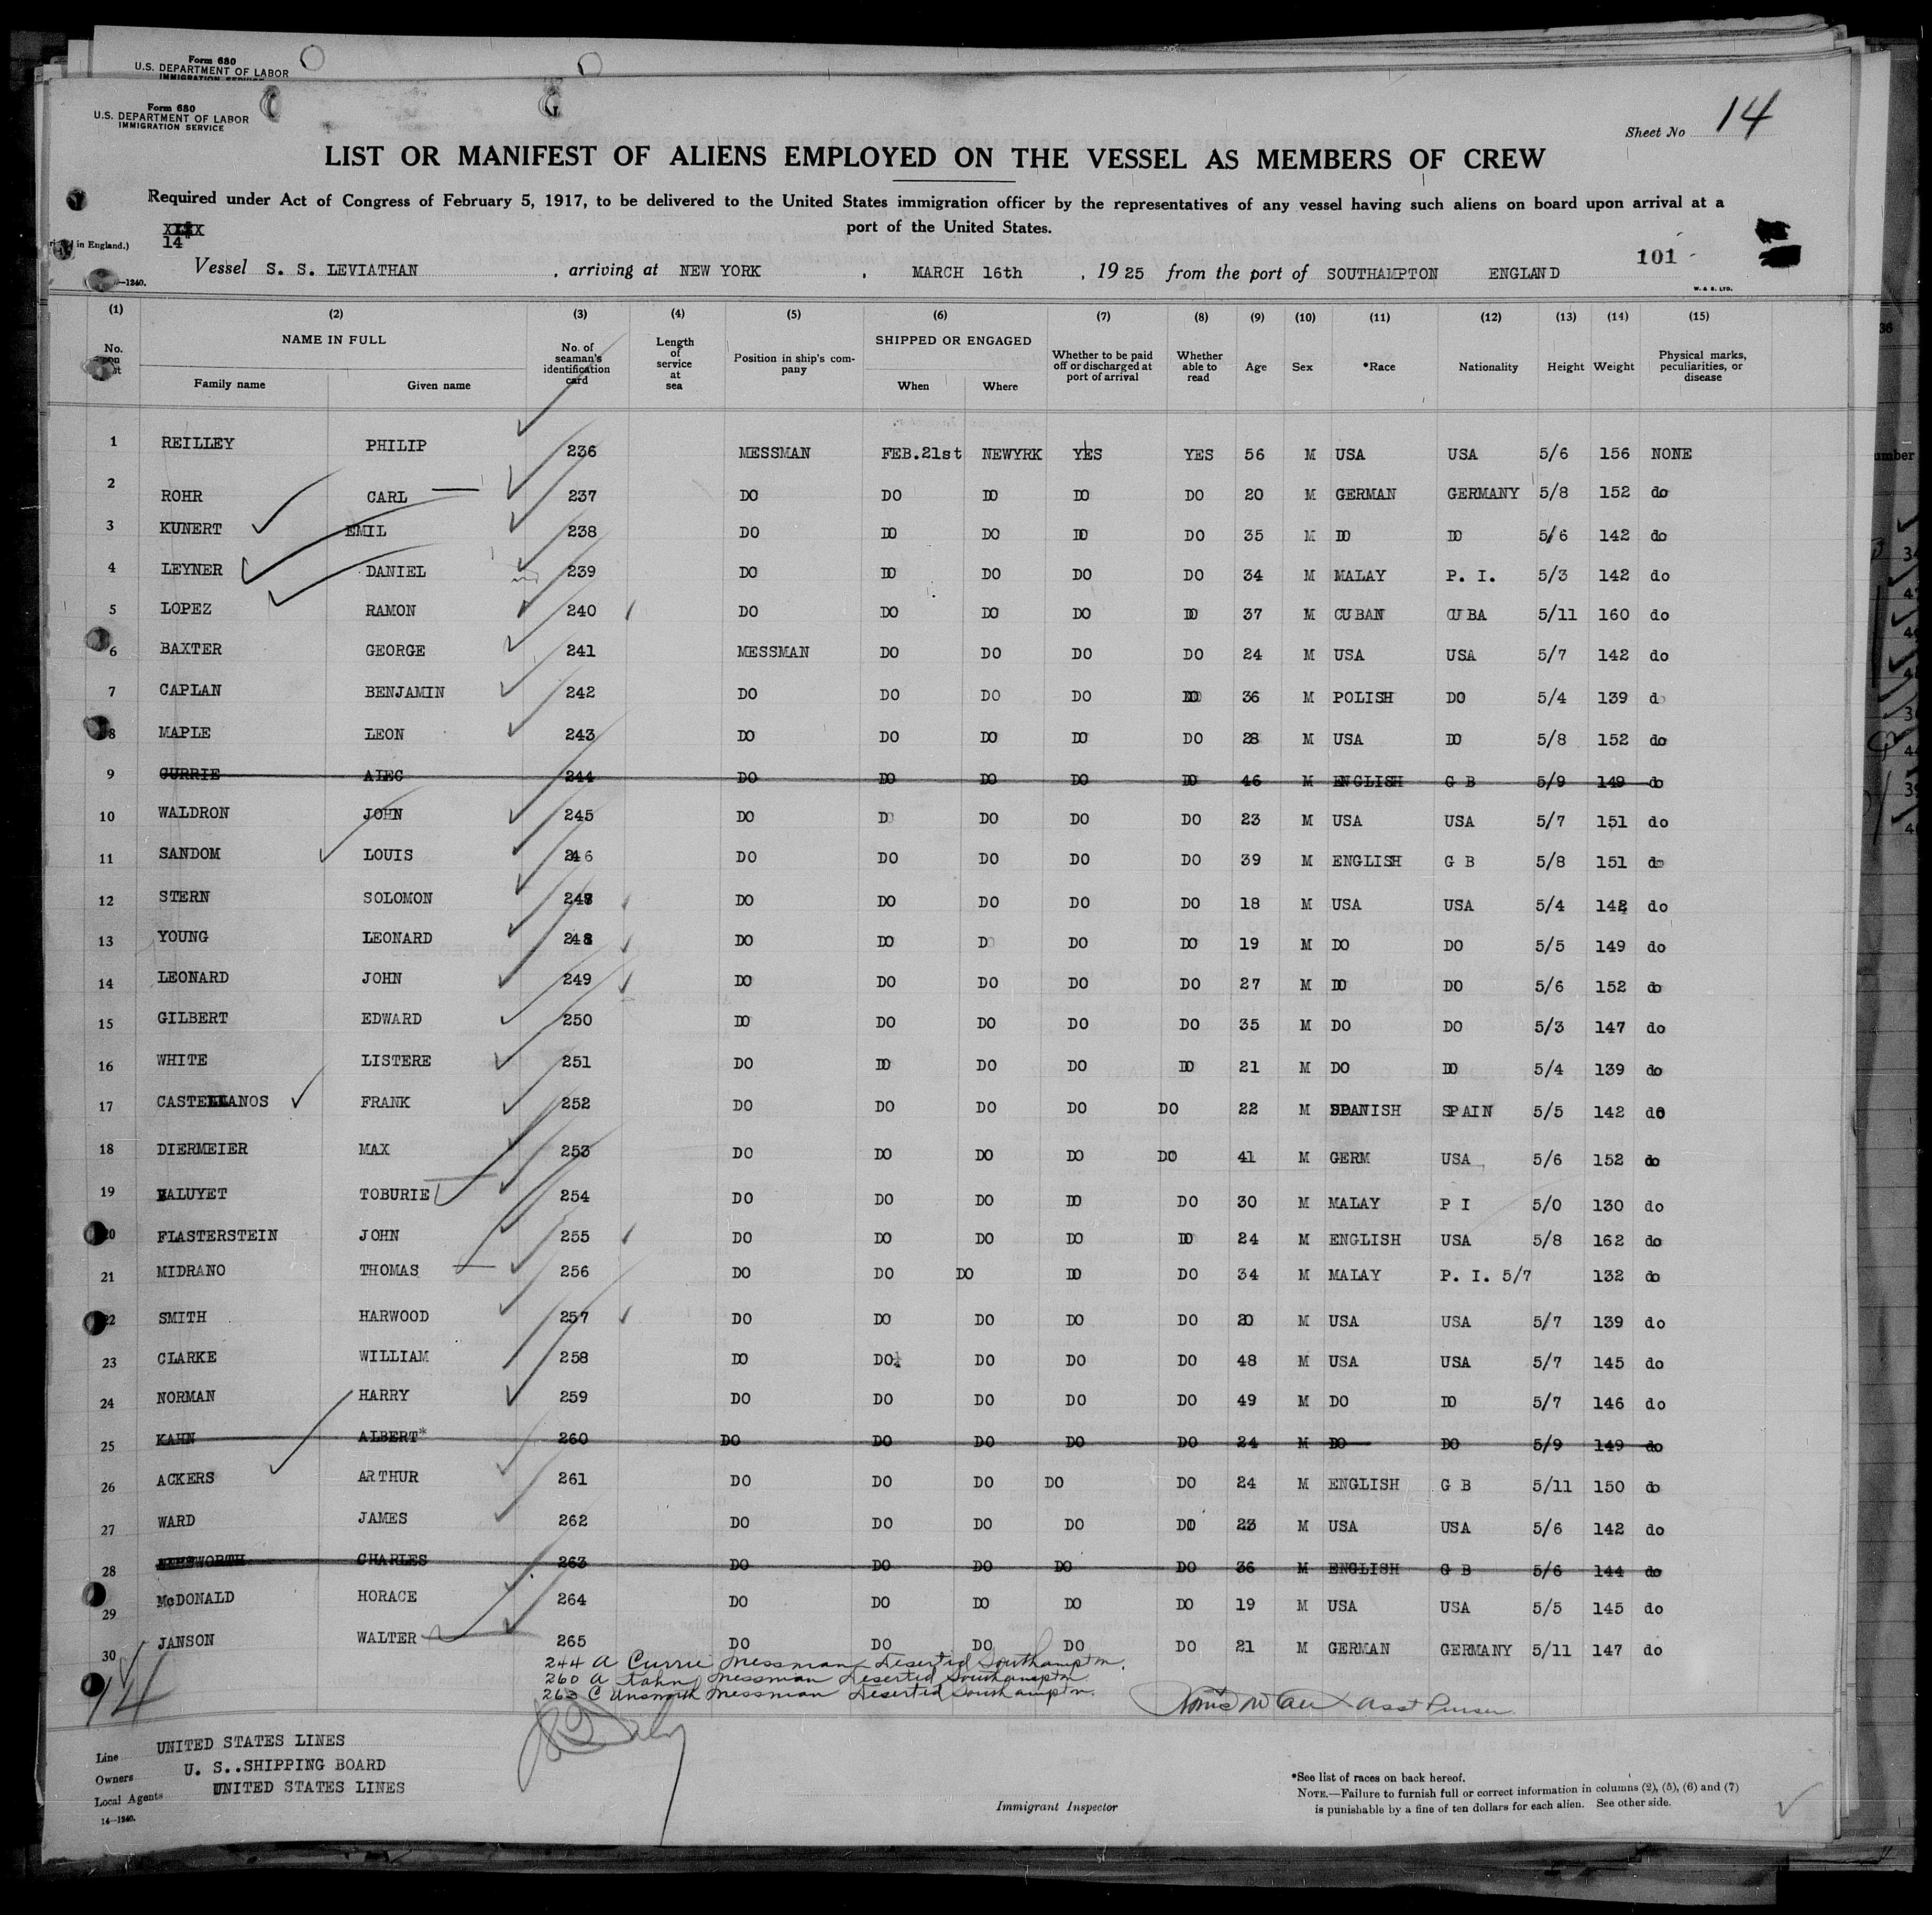 Form 680
U.S. DEPARTMENT OF LABOR
IMMIGRATION SERVICE
Form 680
U.S. DEPARTMENT OF LABOR
IMMIGRATION SERVICE
Sheet No 14
LIST OR MANIFEST OF ALIENS EMPLOYED ON THE VESSEL AS MEMBERS OF CREW
Required under Act of Congress of February 5, 1917, to be delivered to the United States immigration officer by the representatives of any vessel having such aliens on board upon arrival at a
port of the United States.
14
in England.)
101
Vessel S. S. LEVIATHAN, arriving at NEW YORK, MARCH 16th, 1925 from the port of SOUTHAMPTON ENGLAND
—1240.
W. & S. LTD.
(1) (2) (3) (4) (5) (6) (7) (8) (9) (10) (11) (12) (13) (14) (15)
No. NAME IN FULL Family name Given name No. of seaman's identification card Length of service at sea Position in ship's company SHIPPED OR ENGAGED When Where Whether to be paid off or discharged at port of arrival Whether able to read Age Sex *Race Nationality Height Weight Physical marks, peculiarities, or disease
1 REILLEY PHILIP 236 MESSMAN FEB.21st NEWYRK YES YES 56 M USA USA 5/6 156 NONE
2 ROHR CARL 237 DO DO DO DO DO 20 M GERMAN GERMANY 5/8 152 do
3 KUNERT EMIL 238 DO DO DO DO DO 35 M DO DO 5/6 142 do
4 LEYNER DANIEL 239 DO DO DO DO DO 34 M MALAY P. I. 5/3 142 do
5 LOPEZ RAMON 240 DO DO DO DO DO 37 M CUBAN CUBA 5/11 160 do
6 BAXTER GEORGE 241 MESSMAN DO DO DO DO 24 M USA USA 5/7 142 do
7 CAPLAN BENJAMIN 242 DO DO DO DO DO 36 M POLISH DO 5/4 139 d
8 MAPLE LEON 243 DO DO DO DO DO 28 M USA DO 5/8 152 do
9 CURRIE ALEC 244 DO DO DO DO DO 46 M ENGLISH G B 5/9 149 do
10 WALDRON JOHN 245 DO DO DO DO DO 23 M USA USA 5/7 151 do
11 SANDOM LOUIS 246 DO DO DO DO DO 39 M ENGLISH G B 5/8 151 do
12 STERN SOLOMON 247 DO DO DO DO DO 18 M USA USA 5/4 142 do
13 YOUNG LEONARD 248 DO DO DO DO DO 19 M DO DO 5/5 149 do
14 LEONARD JOHN 249 DO DO DO DO DO 27 M DO DO 5/6 152 do
15 GILBERT EDWARD 250 DO DO DO DO DO 35 M DO DO 5/3 147 do
16 WHITE LISTERE 251 DO DO DO DO DO 21 M DO DO 5/4 139 do
17 CASTELLANOS FRANK 252 DO DO DO DO DO 22 M SPANISH SPAIN 5/5 142 do
18 DIERMEIER MAX 253 DO DO DO DO DO 41 M GERM USA 5/6 152 do
19 TOBURIE 254 DO DO DO DO DO 30 M MALAY P I 5/0 130 do
20 FLASTERSTEIN JOHN 255 DO DO DO DO DO 24 M ENGLISH USA 5/8 162 do
21 MIDRANO THOMAS 256 DO DO DO DO DO 34 M MALAY P. I. 5/7 132 do
22 SMITH HARWOOD 257 DO DO DO DO DO 20 M USA USA 5/7 139 do
23 CLARKE WILLIAM 258 DO DO DO DO DO 48 M USA USA 5/7 145 do
24 NORMAN HARRY 259 DO DO DO DO DO 49 M DO DO 5/7 146 do
25 KAHN ALBERT* 260 DO DO DO DO DO 24 M DO DO 5/9 149 do
26 ACKERS ARTHUR 261 DO DO DO DO DO 24 M ENGLISH G B 5/11 150 do
27 WARD JAMES 262 DO DO DO DO DO 23 M USA USA 5/6 142 do
28 CHARLES 263 DO DO DO DO DO 36 M ENGLISH G B 5/6 144 do
29 McDONALD HORACE 264 DO DO DO DO DO 19 M USA USA 5/5 145 do
30 JANSON WALTER 265 DO DO DO DO DO 21 M GERMAN GERMANY 5/11 147 do
244 A Currie Messman Deserted Southampton.
260 A Kahn Messman Deserted Southampton
263 C Unsworth Messman Deserted Southampton.
Asst Purser
14
Line UNITED STATES LINES
Owners U. S..SHIPPING BOARD
Local Agents UNITED STATES LINES
14—1240.
Immigrant Inspector
*See list of races on back hereof.
NOTE.—Failure to furnish full or correct information in columns (2), (5), (6) and (7)
is punishable by a fine of ten dollars for each alien. See other side.